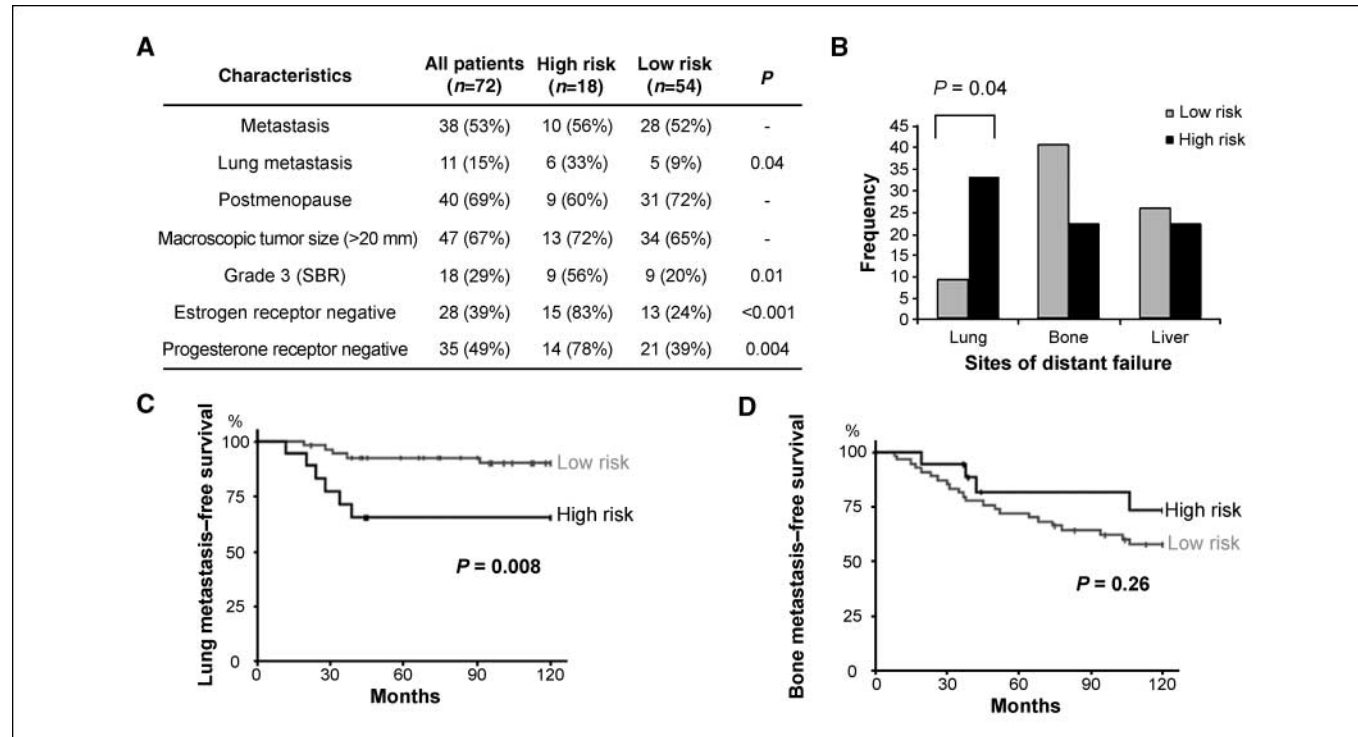 A
Characteristics All patients (n=72) High risk (n=18) Low risk (n=54) P
Metastasis 38 (53%) 10 (56%) 28 (52%) -
Lung metastasis 11 (15%) 6 (33%) 5 (9%) 0.04
Postmenopause 40 (69%) 9 (60%) 31 (72%) -
Macroscopic tumor size (>20 mm) 47 (67%) 13 (72%) 34 (65%) -
Grade 3 (SBR) 18 (29%) 9 (56%) 9 (20%) 0.01
Estrogen receptor negative 28 (39%) 15 (83%) 13 (24%) <0.001
Progesterone receptor negative 35 (49%) 14 (78%) 21 (39%) 0.004
B
P = 0.04
Low risk
High risk
Frequency
45
40
35
30
25
20
15
10
5
0
Lung Bone Liver
Sites of distant failure
C
Lung metastasis–free survival
%
100
75
50
25
0
Low risk
High risk
P = 0.008
0 30 60 90 120
Months
D
Bone metastasis–free survival
%
100
75
50
25
0
High risk
Low risk
P = 0.26
0 30 60 90 120
Months